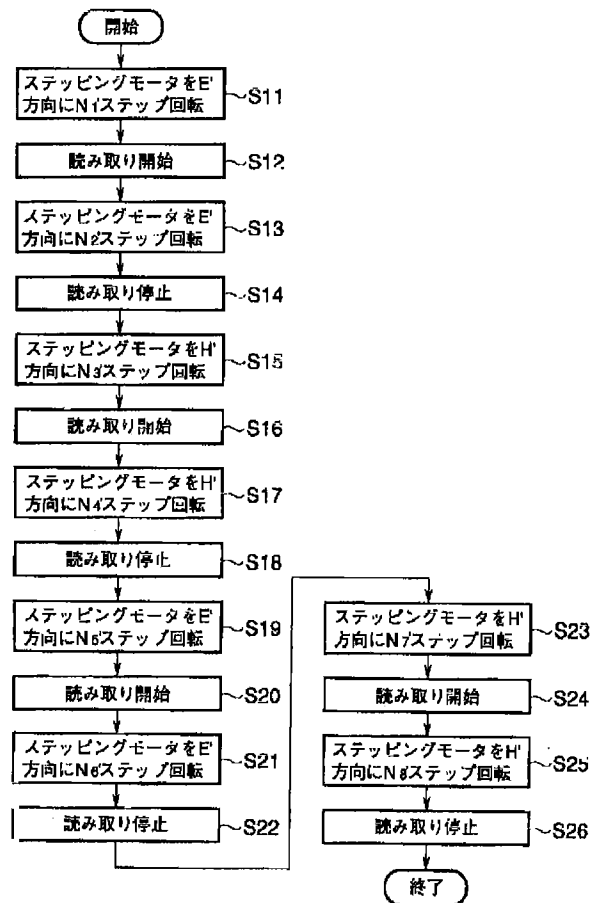 開始
ステッピングモータをE'
方向にN1'ステップ回転
~S11
読み取り開始
~S12
ステッピングモータをE'
方向にN2'ステップ回転
~S13
読み取り停止
~S14
ステッピングモータをH'
方向にN3'ステップ回転
~S15
読み取り開始
~S16
ステッピングモータをH'
方向にN4'ステップ回転
~S17
読み取り停止
~S18
ステッピングモータをE'
方向にN5'ステップ回転
~S19
読み取り開始
~S20
ステッピングモータをE'
方向にN6'ステップ回転
~S21
読み取り停止
~S22
ステッピングモータをH'
方向にN7'ステップ回転
~S23
読み取り開始
~S24
ステッピングモータをH'
方向にN8'ステップ回転
~S25
読み取り停止
~S26
終了